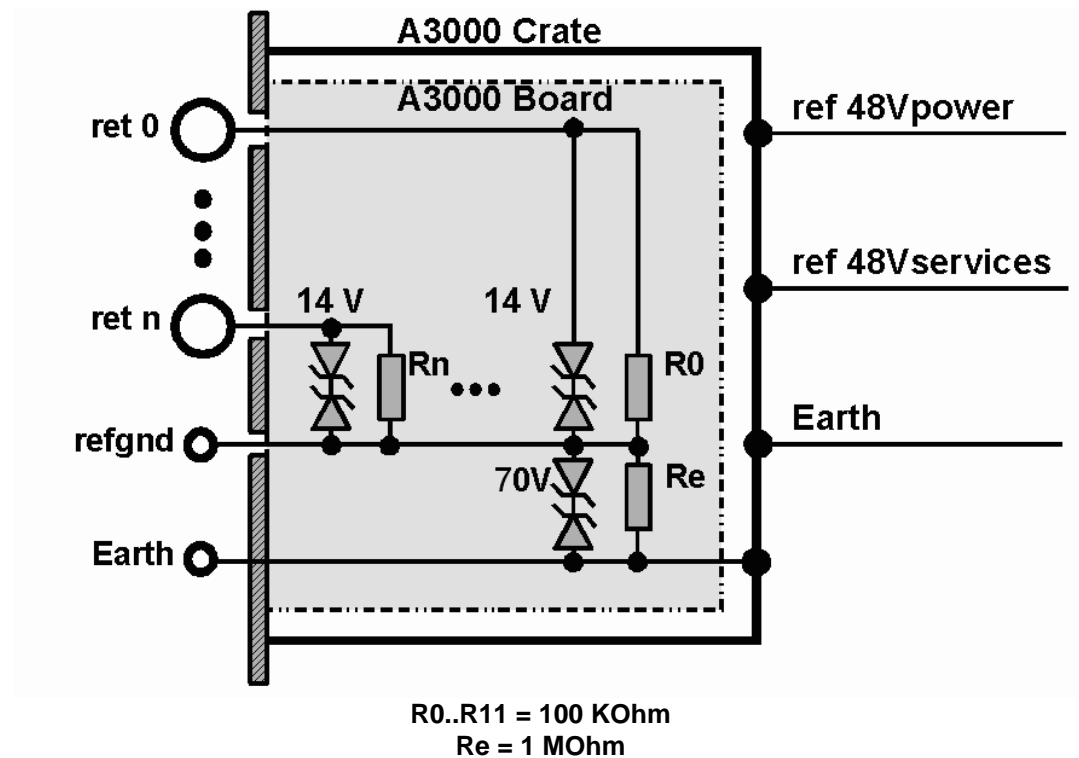 A3000 Crate
A3000 Board
ret 0
ref 48Vpower
ref 48Vservices
14 V
14 V
ret n
Rn
R0
refgnd
Earth
70V
Re
Earth
R0..R11 = 100 KOhm
Re = 1 MOhm